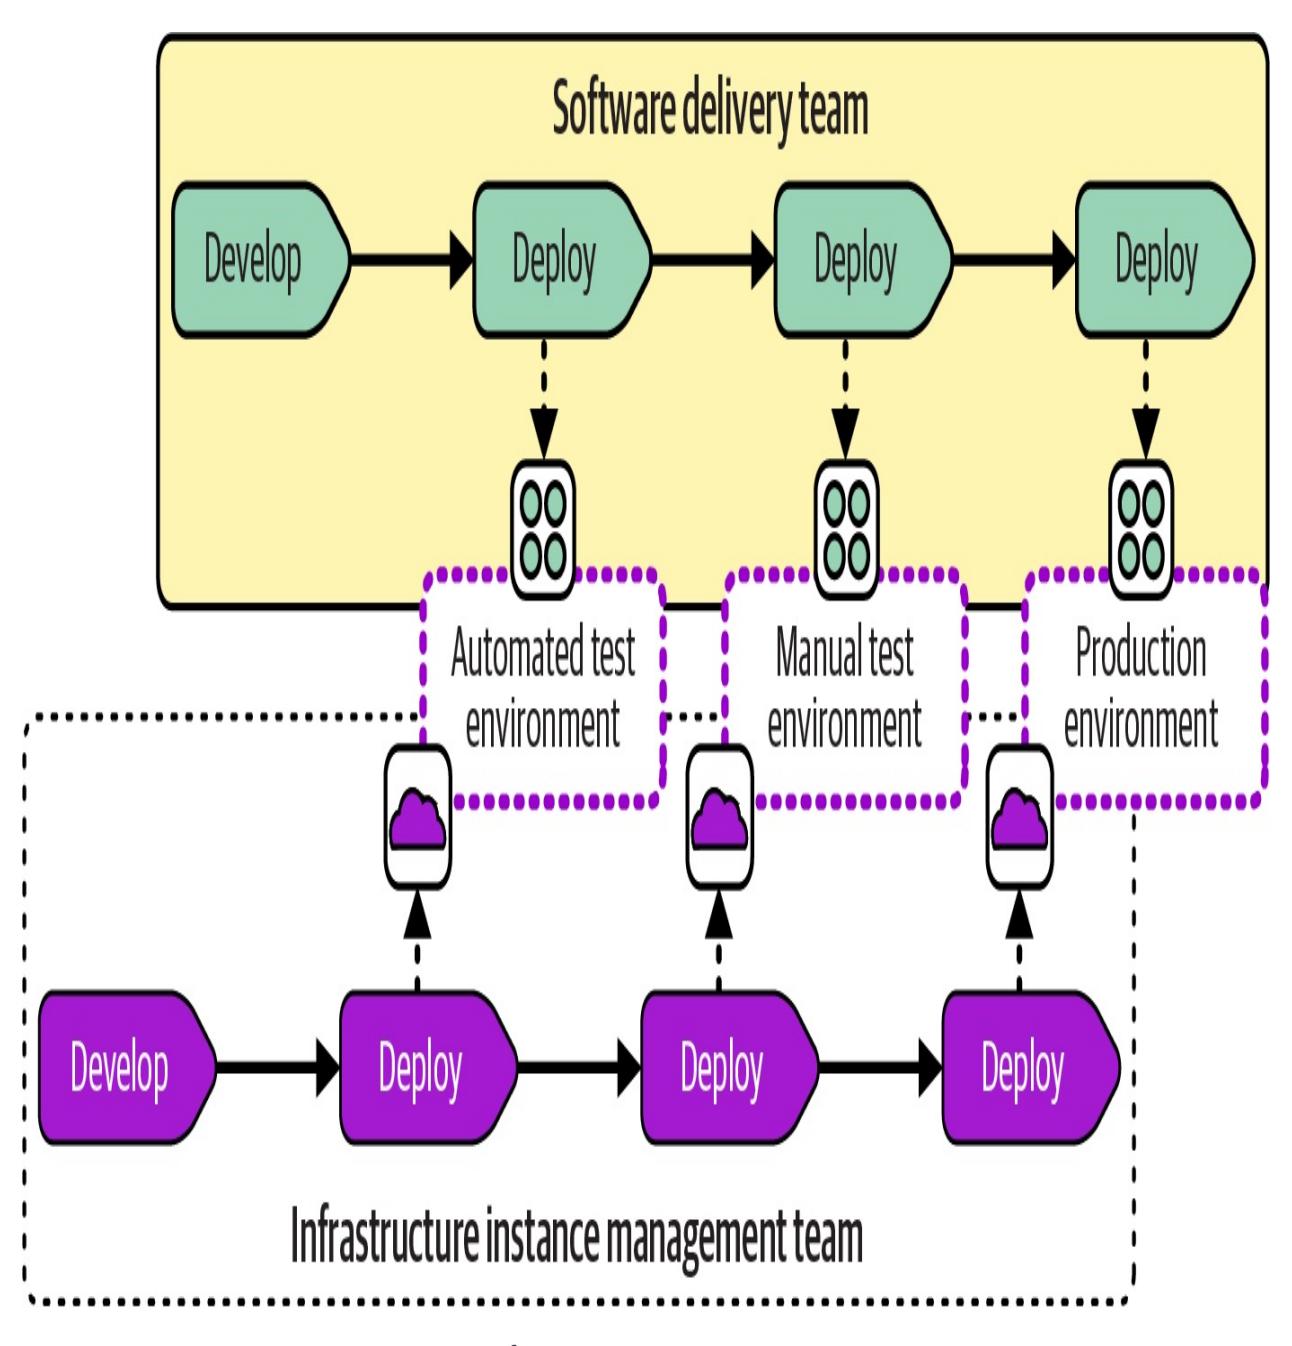 Software delivery team
Develop
Deploy
Deploy
Deploy
Automated test
environment
Manual test
environment
Production
environment
Develop
Deploy
Deploy
Deploy
Infrastructure instance management team